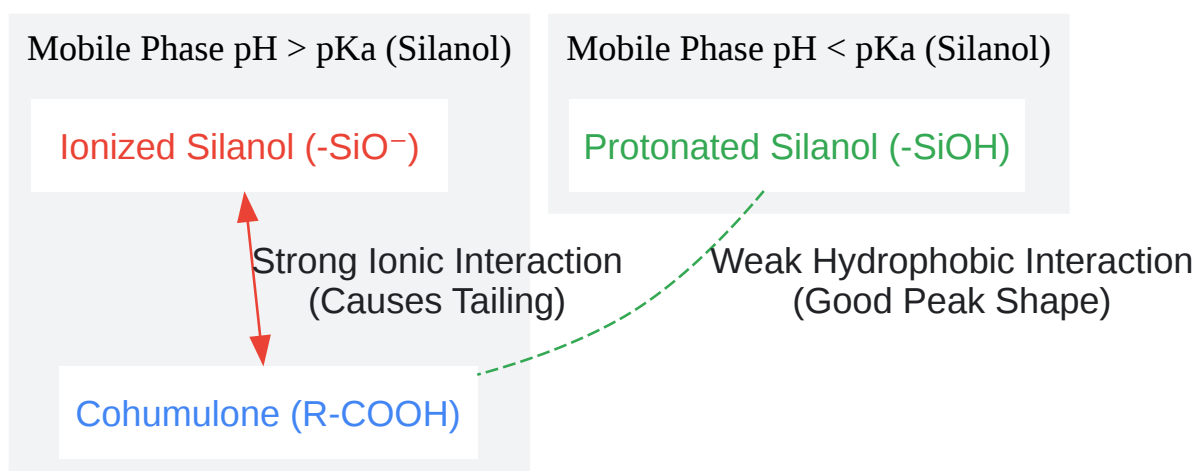 Mobile Phase pH > pKa (Silanol)
Mobile Phase pH < pKa (Silanol)
Ionized Silanol (-SiO⁻)
Protonated Silanol (-SiOH)
Strong Ionic Interaction
(Causes Tailing)
Weak Hydrophobic Interaction
(Good Peak Shape)
Cohumulone (R-COOH)